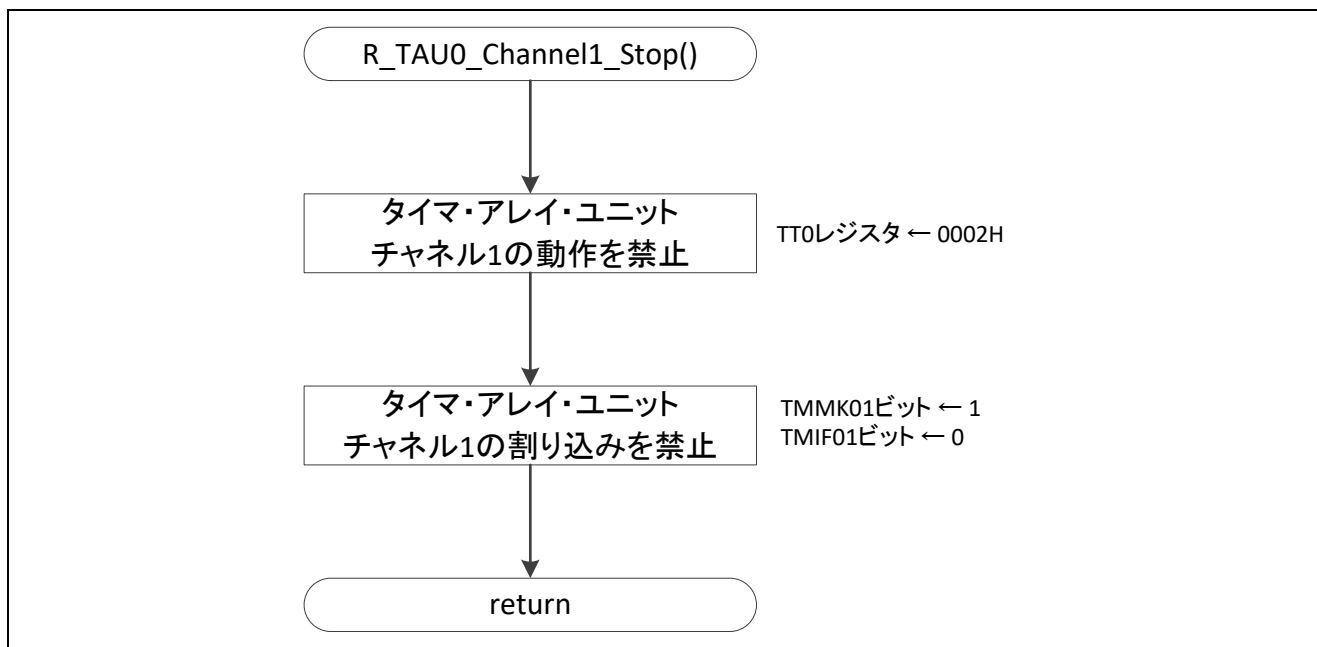 R_TAU0_Channel1_Stop()
タイマ・アレイ・ユニット
チャネル1の動作を禁止
TT0レジスタ ← 0002H
タイマ・アレイ・ユニット
チャネル1の割り込みを禁止
TMMK01ビット ← 1
TMIF01ビット ← 0
return